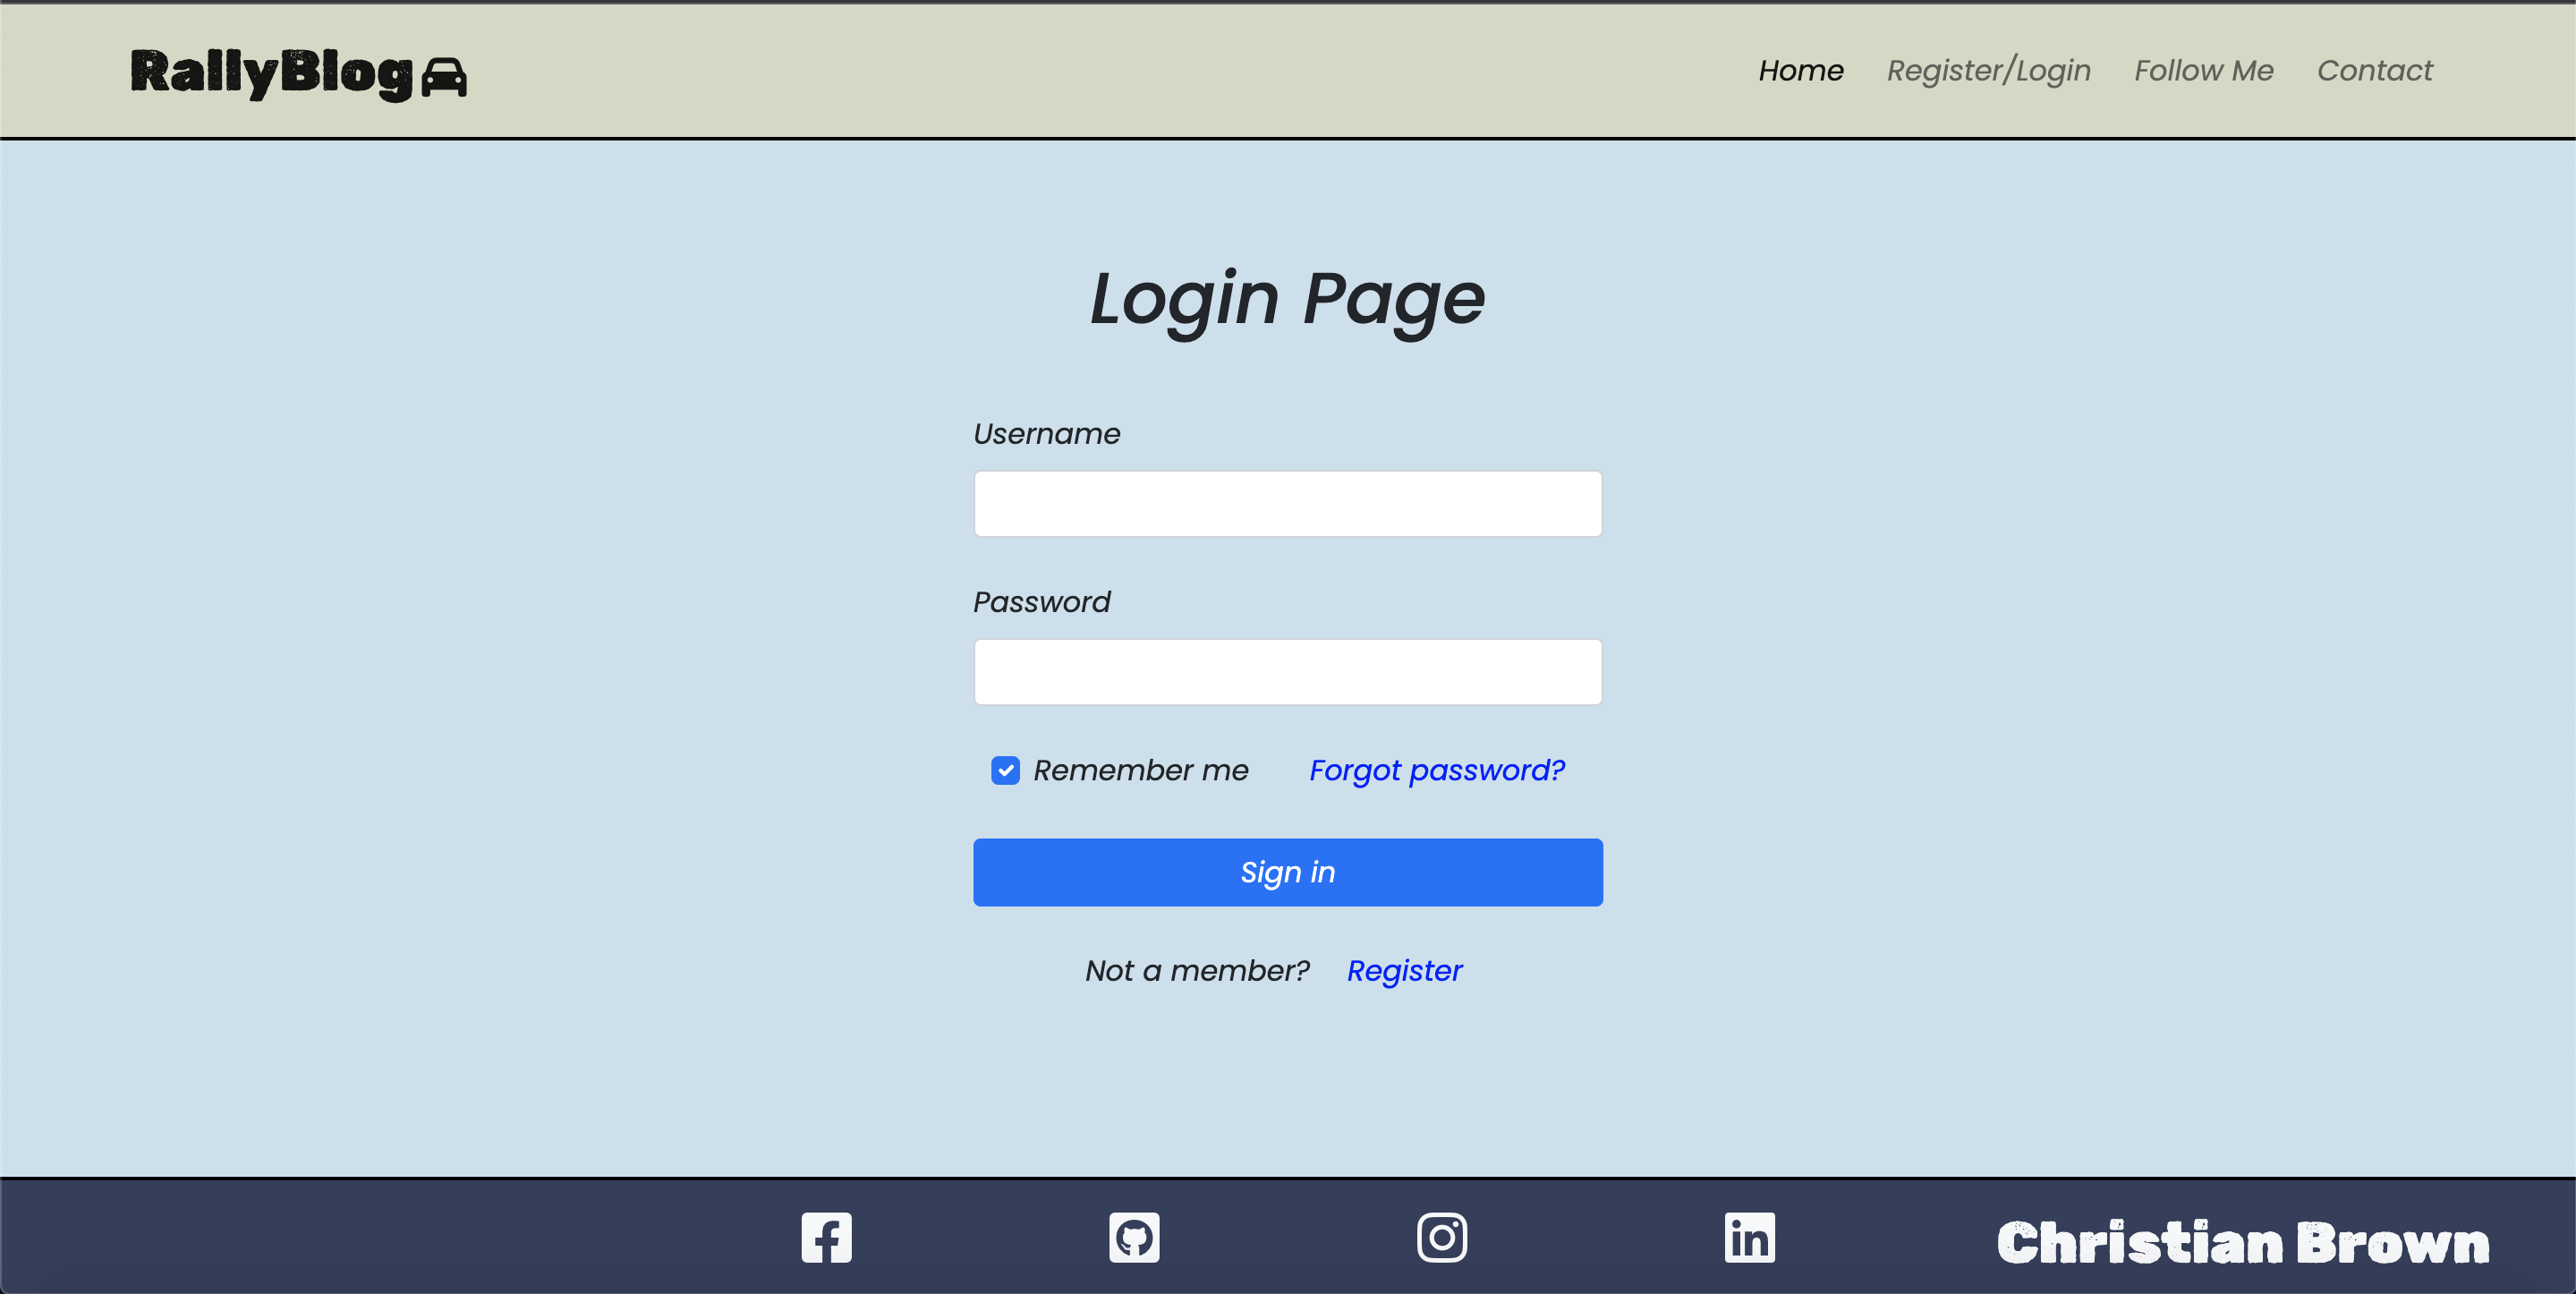 RallyBlog
Home Register/Login Follow Me Contact
Login Page
Username
Password
Remember me Forgot password?
Sign in
Not a member? Register
Christian Brown